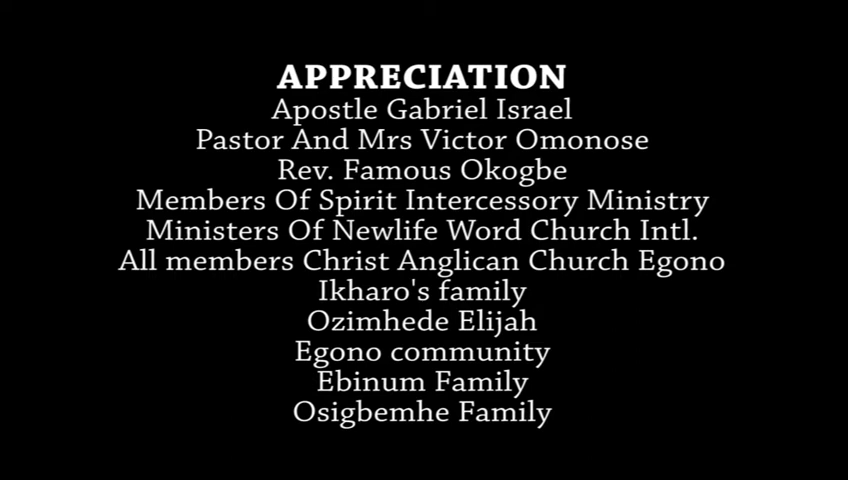 APPRECIATION
Apostle Gabriel Israel
Pastor And Mrs Victor Omonose
Rev. Famous Okogbe
Members Of Spirit Intercessory Ministry
Ministers Of Newlife Word Church Intl.
All members Christ Anglican Church Egono
Ikharo's family
Ozimhede Elijah
Egono community
Ebinum Family
Osigbemhe Family